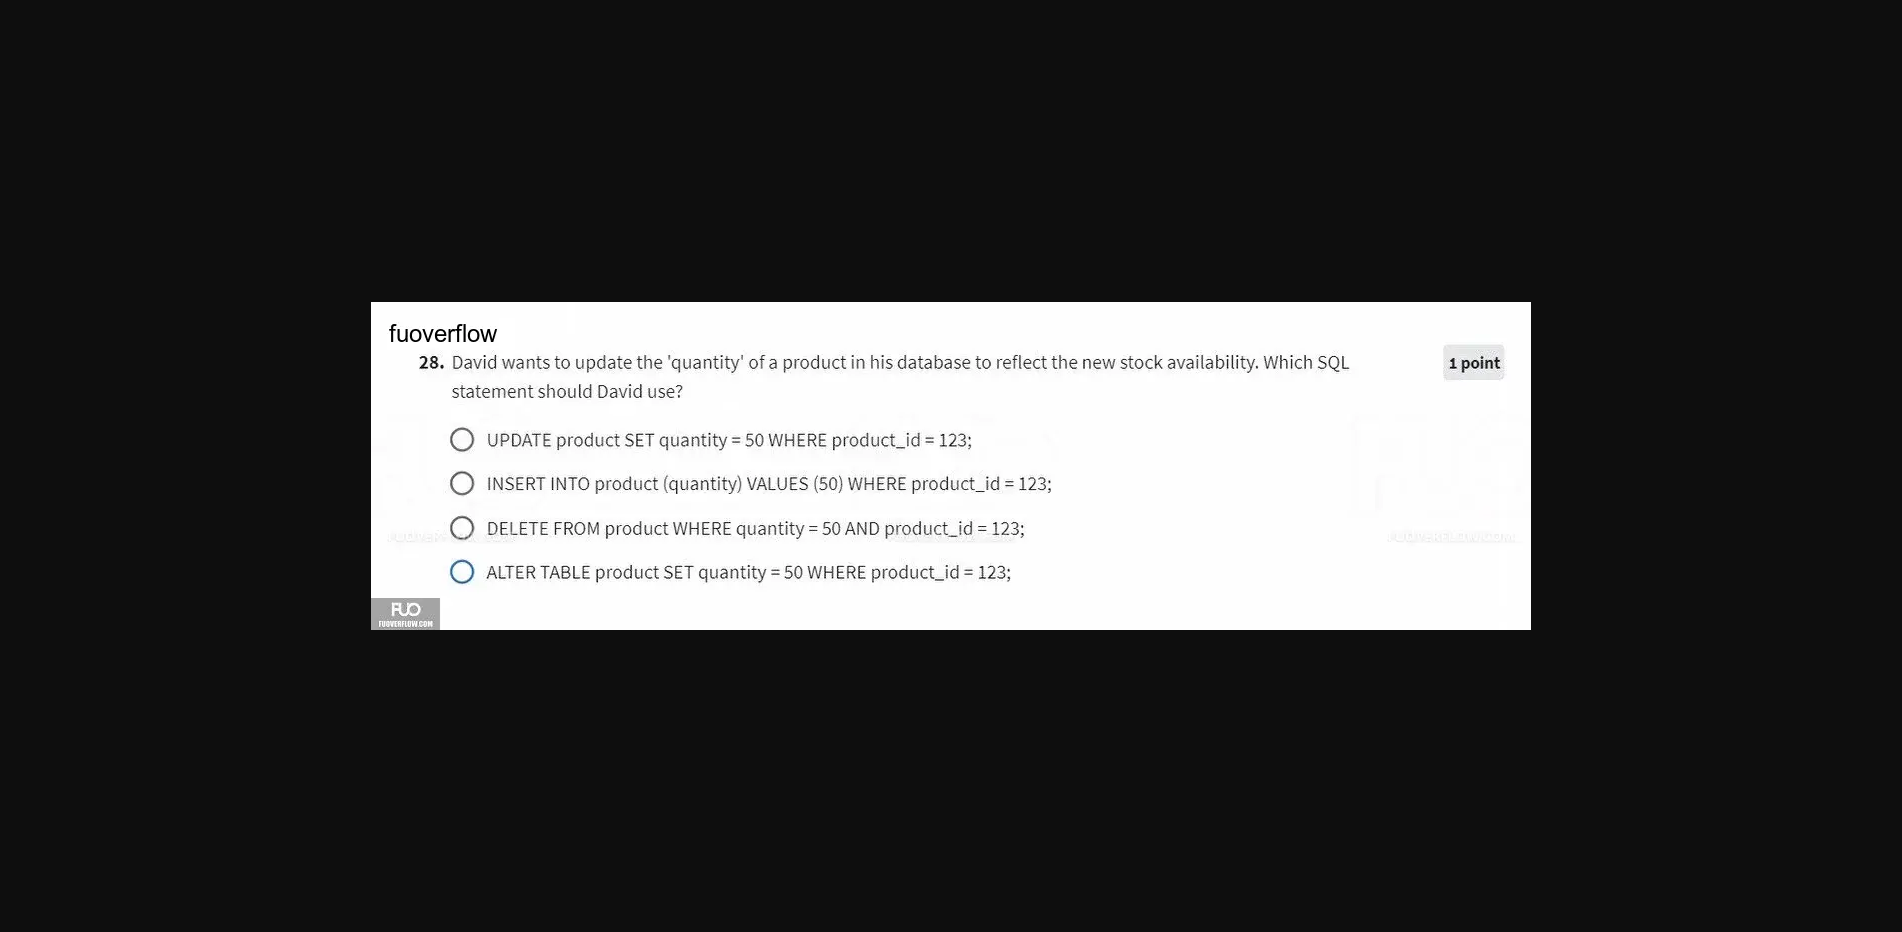 fuoverflow
28. David wants to update the 'quantity' of a product in his database to reflect the new stock availability. Which SQL
statement should David use?
1 point
UPDATE product SET quantity = 50 WHERE product_id = 123;
INSERT INTO product (quantity) VALUES (50) WHERE product_id = 123;
DELETE FROM product WHERE quantity = 50 AND product_id = 123;
ALTER TABLE product SET quantity = 50 WHERE product_id = 123;
FUOVERFLOW.COM
FUO
FUOVERFLOW.COM